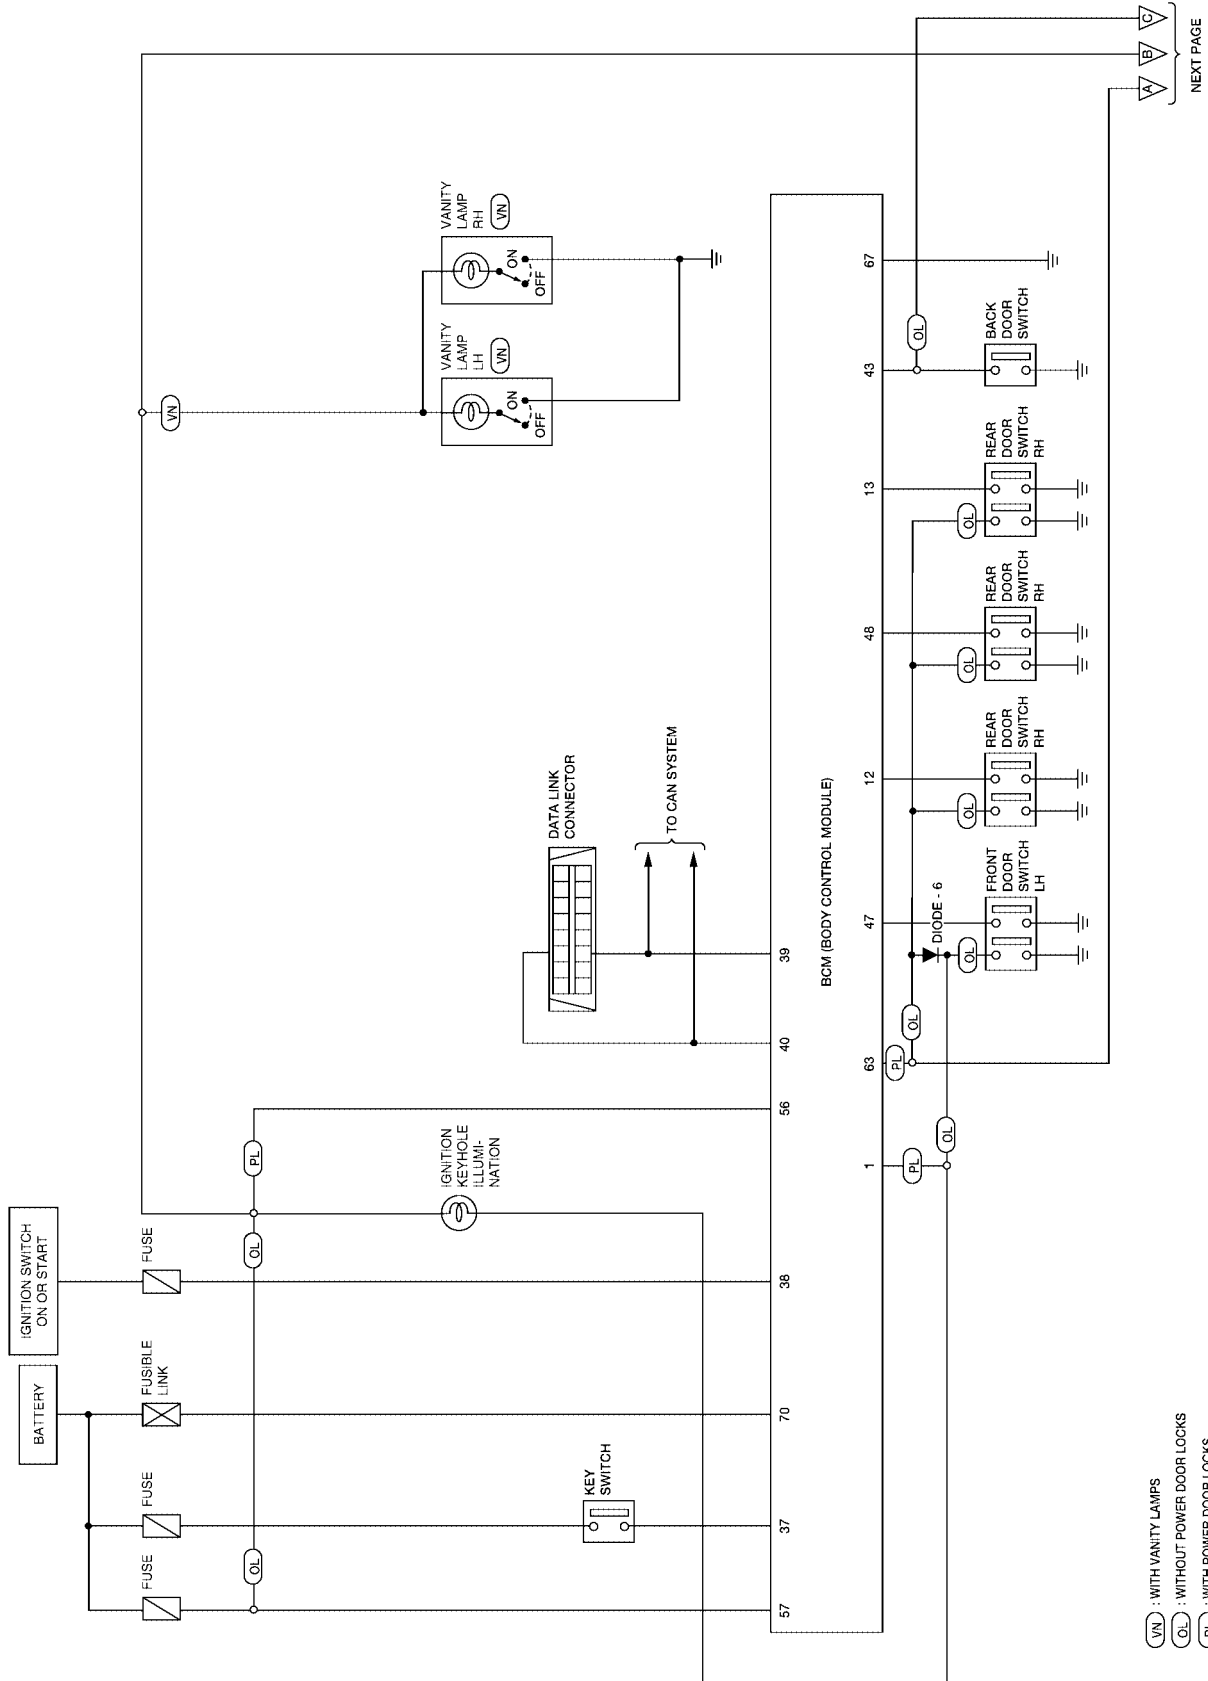 IGNITION SWITCH
ON OR START
BATTERY
FUSE
FUSIBLE
LINK
FUSE
FUSE
VN
OL
PL
OL
IGNITION
KEYHOLE
ILLUMI-
NATION
VANITY
LAMP
LH
VN
ON
OFF
VANITY
LAMP
RH
VN
ON
OFF
KEY
SWITCH
DATA LINK
CONNECTOR
TO CAN SYSTEM
57
37
70
38
56
40
39
BCM (BODY CONTROL MODULE)
1
63
47
12
48
13
43
67
PL
PL
OL
OL
OL
DIODE - 6
OL
OL
OL
OL
FRONT
DOOR
SWITCH
LH
REAR
DOOR
SWITCH
RH
REAR
DOOR
SWITCH
RH
REAR
DOOR
SWITCH
RH
BACK
DOOR
SWITCH
A
B
C
NEXT PAGE
VN : WITH VANITY LAMPS
OL : WITHOUT POWER DOOR LOCKS
PL : WITH POWER DOOR LOCKS